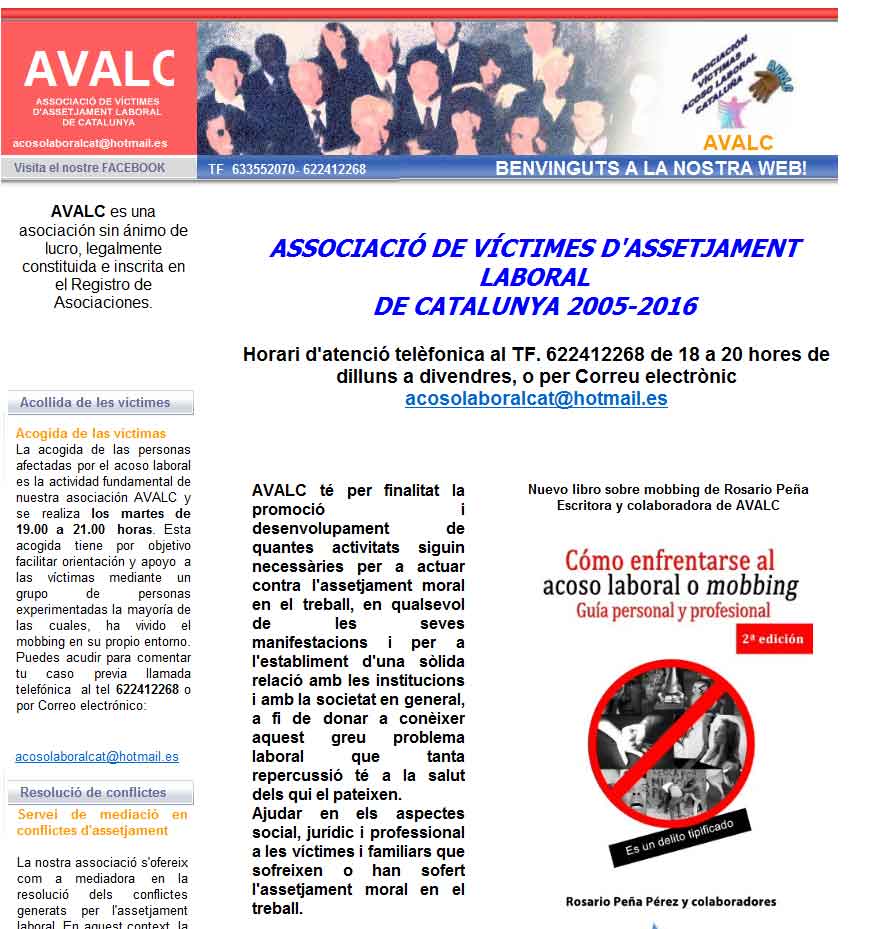 AVALC
ASSOCIACIÓ DE VÍCTIMES
D'ASSETJAMENT LABORAL
DE CATALUNYA
acosolaboralcat@hotmail.es
ASOCIACIÓN
VÍCTIMAS
ACOSO LABORAL
CATALUÑA
AVALC
AVALC
Visita el nostre FACEBOOK
TF 633552070- 622412268
BENVINGUTS A LA NOSTRA WEB!
AVALC es una
asociación sin ánimo de
lucro, legalmente
constituida e inscrita en
el Registro de
Asociaciones.
Acollida de les victimes
Acogida de las víctimas
La acogida de las personas
afectadas por el acoso laboral
es la actividad fundamental de
nuestra asociación AVALC y
se realiza los martes de
19.00 a 21.00 horas. Esta
acogida tiene por objetivo
facilitar orientación y apoyo a
las víctimas mediante un
grupo de personas
experimentadas la mayoría de
las cuales, ha vivido el
mobbing en su propio entorno.
Puedes acudir para comentar
tu caso previa llamada
telefónica al tel 622412268 o
por Correo electrónico:
acosolaboralcat@hotmail.es
Resolució de conflictes
Servei de mediació en
conflictes d'assetjament
La nostra associació s'ofereix
com a mediadora en la
resolució dels conflictes
generats per l'assetjament
laboral. En aquest context, la
ASSOCIACIÓ DE VÍCTIMES D'ASSETJAMENT
LABORAL
DE CATALUNYA 2005-2016
Horari d'atenció telèfonica al TF. 622412268 de 18 a 20 hores de
dilluns a divendres, o per Correu electrònic
acosolaboralcat@hotmail.es
AVALC té per finalitat la
promoció i
desenvolupament de
quantes activitats siguin
necessàries per a actuar
contra l'assetjament moral
en el treball, en qualsevol
de les seves
manifestacions i per a
l'establiment d'una sòlida
relació amb les institucions
i amb la societat en general,
a fi de donar a conèixer
aquest greu problema
laboral que tanta
repercussió té a la salut
dels qui el pateixen.
Ajudar en els aspectes
social, jurídic i professional
a les víctimes i familiars que
sofreixen o han sofert
l'assetjament moral en el
treball.
Nuevo libro sobre mobbing de Rosario Peña
Escritora y colaboradora de AVALC
Cómo enfrentarse al
acoso laboral o mobbing
Guía personal y profesional
2ª edición
Es un delito tipificado
Rosario Peña Pérez y colaboradores